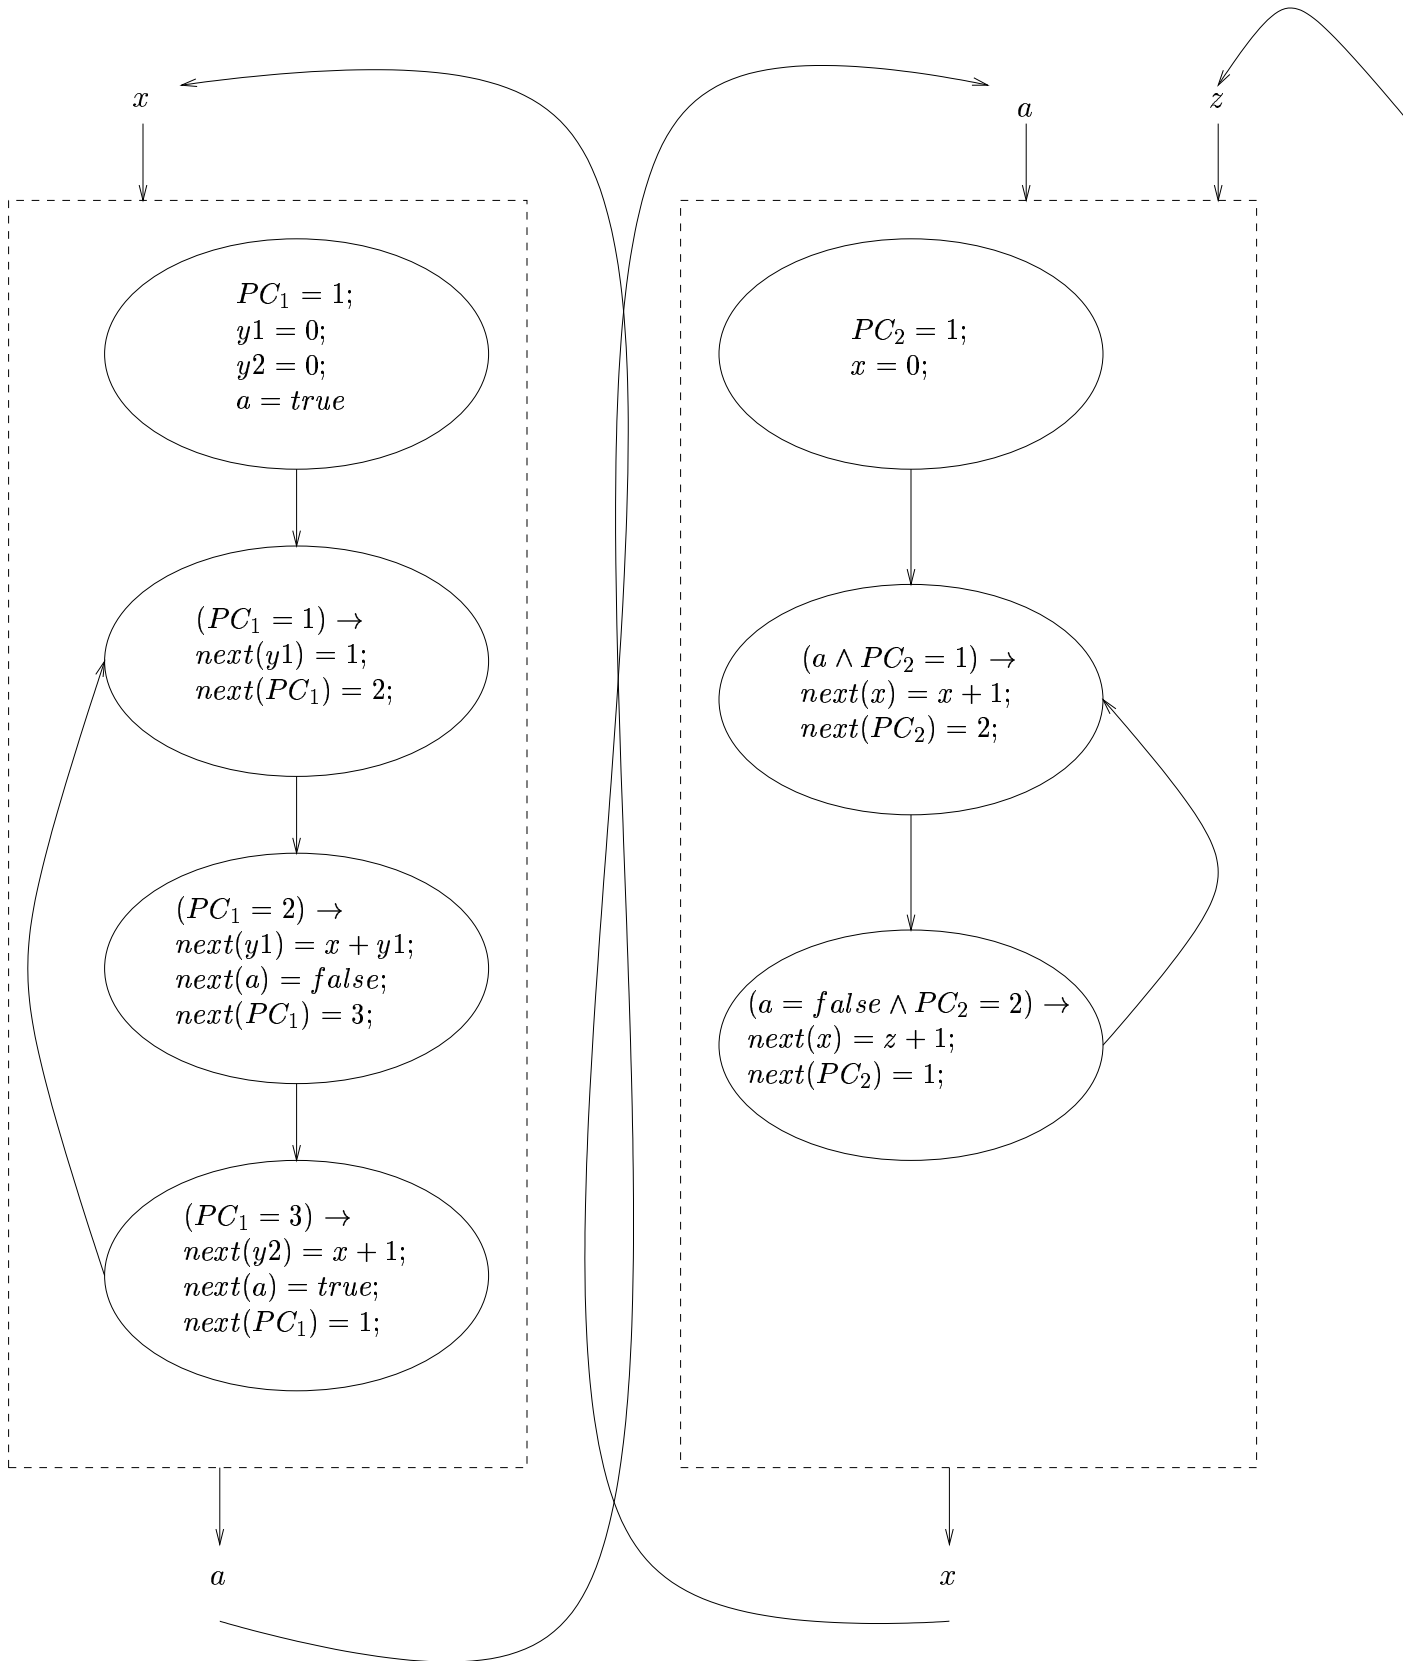 x
a
z
PC₁ = 1;
y1 = 0;
y2 = 0;
a = true
(PC₁ = 1) →
next(y1) = 1;
next(PC₁) = 2;
(PC₁ = 2) →
next(y1) = x + y1;
next(a) = false;
next(PC₁) = 3;
(PC₁ = 3) →
next(y2) = x + 1;
next(a) = true;
next(PC₁) = 1;
a
PC₂ = 1;
x = 0;
(a ∧ PC₂ = 1) →
next(x) = x + 1;
next(PC₂) = 2;
(a = false ∧ PC₂ = 2) →
next(x) = z + 1;
next(PC₂) = 1;
x